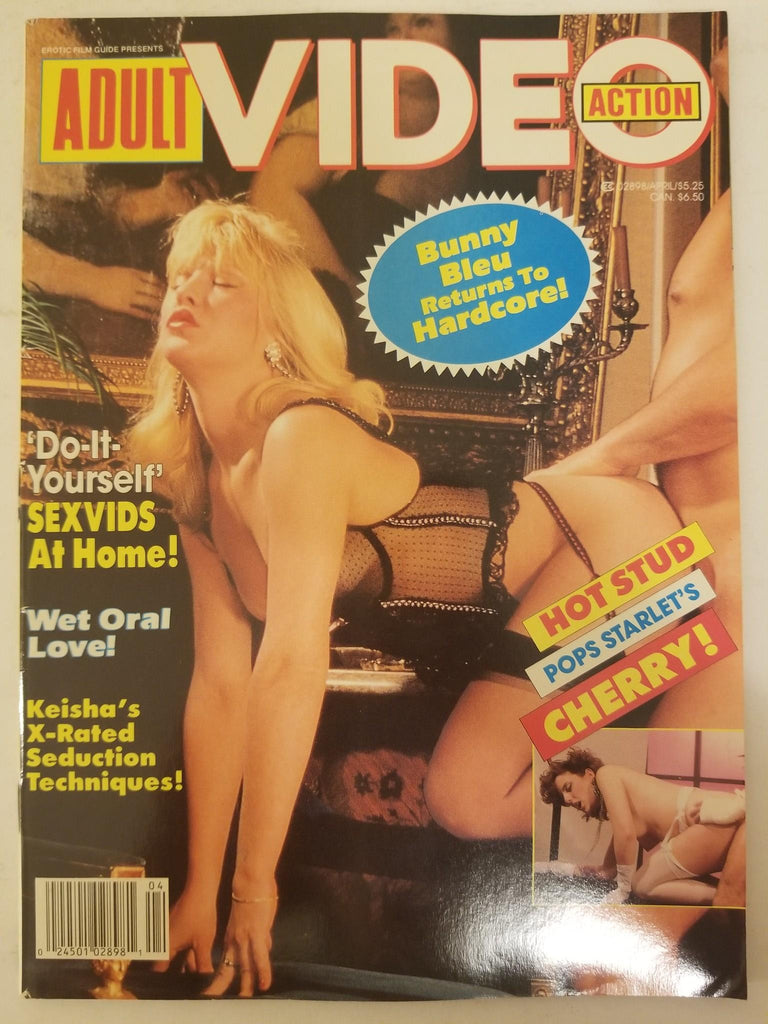 EROTIC FILM GUIDE PRESENTS
ADULT VIDEO
ACTION
02898/APRIL/$5.25
CAN. $6.50
Bunny
Bleu
Returns To
Hardcore!
'Do-It-
Yourself'
SEXVIDS
At Home!
Wet Oral
Love!
Keisha's
X-Rated
Seduction
Techniques!
HOT STUD
POPS STARLET'S
CHERRY!
04
0 24501 02898 1